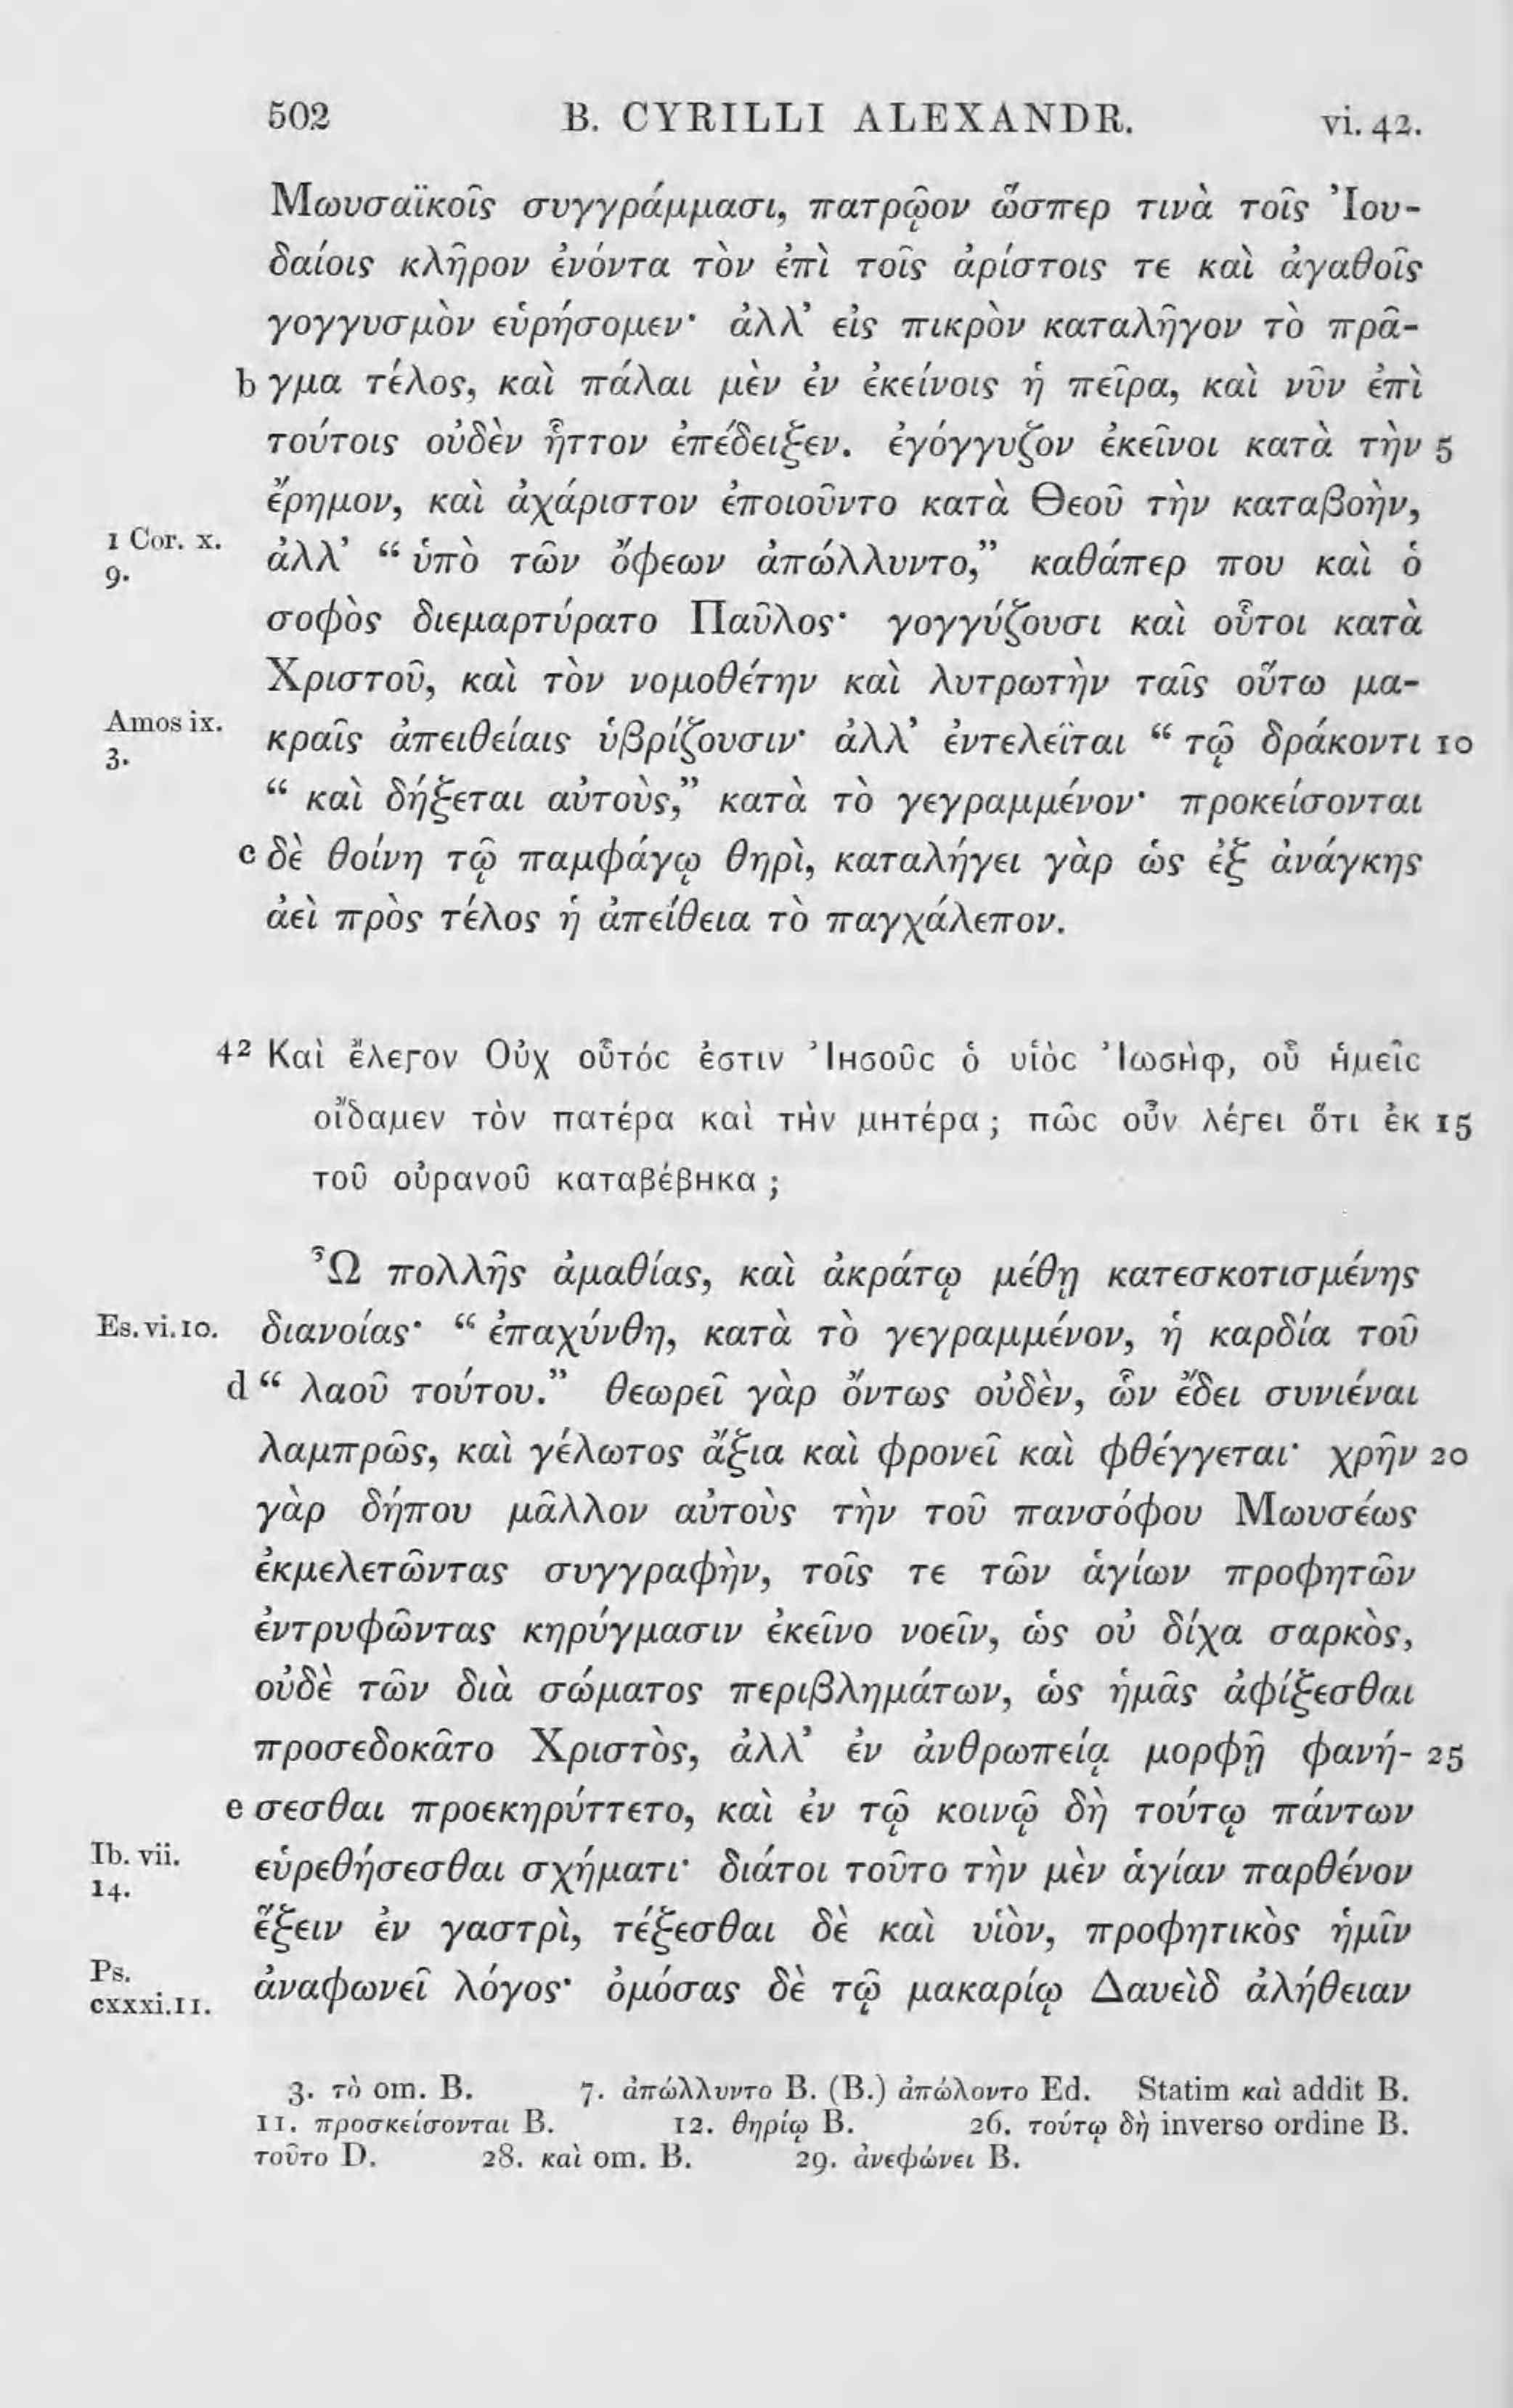 502 B. CYRILLI ALEXANDR. vi. 42.
Μωυσαϊκοῖς συγγράμμασι, πατρῷον ὥσπερ τινὰ τοῖς Ἰου-
δαίοις κλῆρον ἐνόντα τὸν ἐπὶ τοῖς ἀρίστοις τε καὶ ἀγαθοῖς
γογγυσμὸν εὑρήσομεν· ἀλλ’ εἰς πικρὸν καταλῆγον τὸ πρᾶ-
b γμα τέλος, καὶ πάλαι μὲν ἐν ἐκείνοις ἡ πεῖρα, καὶ νῦν ἐπὶ
τούτοις οὐδὲν ἧττον ἐπέδειξεν. ἐγόγγυζον ἐκεῖνοι κατὰ τὴν 5
ἔρημον, καὶ ἀχάριστον ἐποιοῦντο κατὰ Θεοῦ τὴν καταβοὴν,
1 Cor. x.
9.
ἀλλ’ “ ὑπὸ τῶν ὄφεων ἀπώλλυντο,” καθάπερ που καὶ ὁ
σοφὸς διεμαρτύρατο Παῦλος· γογγύζουσι καὶ οὗτοι κατὰ
Χριστοῦ, καὶ τὸν νομοθέτην καὶ λυτρωτὴν ταῖς οὕτω μα-
Amos ix.
3.
κραῖς ἀπειθείαις ὑβρίζουσιν· ἀλλ’ ἐντελεῖται “ τῷ δράκοντι 10
“ καὶ δήξεται αὐτοὺς,” κατὰ τὸ γεγραμμένον· προκείσονται
c δὲ θοίνη τῷ παμφάγῳ θηρὶ, καταλήγει γὰρ ὡς ἐξ ἀνάγκης
ἀεὶ πρὸς τέλος ἡ ἀπείθεια τὸ παγχάλεπον.
42 Καὶ ἔλεγον Οὐχ οὗτός ἐστιν Ἰησοῦς ὁ υἱὸς Ἰωσὴφ, οὗ ἡμεῖς
οἴδαμεν τὸν πατέρα καὶ τὴν μητέρα ; πῶς οὖν λέγει ὅτι ἐκ 15
τοῦ οὐρανοῦ καταβέβηκα ;
Ὦ πολλῆς ἀμαθίας, καὶ ἀκράτῳ μέθῃ κατεσκοτισμένης
Es. vi. 10. διανοίας· “ ἐπαχύνθη, κατὰ τὸ γεγραμμένον, ἡ καρδία τοῦ
d “ λαοῦ τούτου.” θεωρεῖ γὰρ ὄντως οὐδὲν, ὧν ἔδει συνιέναι
λαμπρῶς, καὶ γέλωτος ἄξια καὶ φρονεῖ καὶ φθέγγεται· χρῆν 20
γὰρ δήπου μᾶλλον αὐτοὺς τὴν τοῦ πανσόφου Μωυσέως
ἐκμελετῶντας συγγραφὴν, τοῖς τε τῶν ἁγίων προφητῶν
ἐντρυφῶντας κηρύγμασιν ἐκεῖνο νοεῖν, ὡς οὐ δίχα σαρκὸς,
οὐδὲ τῶν διὰ σώματος περιβλημάτων, ὡς ἡμᾶς ἀφίξεσθαι
προσεδοκᾶτο Χριστὸς, ἀλλ’ ἐν ἀνθρωπείᾳ μορφῇ φανή- 25
e σεσθαι προεκηρύττετο, καὶ ἐν τῷ κοινῷ δὴ τούτῳ πάντων
Ib. vii.
14.
εὑρεθήσεσθαι σχήματι· διάτοι τοῦτο τὴν μὲν ἁγίαν παρθένον
ἕξειν ἐν γαστρὶ, τέξεσθαι δὲ καὶ υἱὸν, προφητικὸς ἡμῖν
Ps.
cxxxi. 11.
ἀναφωνεῖ λόγος· ὀμόσας δὲ τῷ μακαρίῳ Δαυεὶδ ἀλήθειαν
3. τὸ om. B. 7. ἀπώλλυντο B. (B.) ἀπώλοντο Ed. Statim καὶ addit B.
11. προσκείσονται B. 12. θηρίῳ B. 26. τούτῳ δὴ inverso ordine B.
τοῦτο D. 28. καὶ om. B. 29. ἀνεφώνει B.